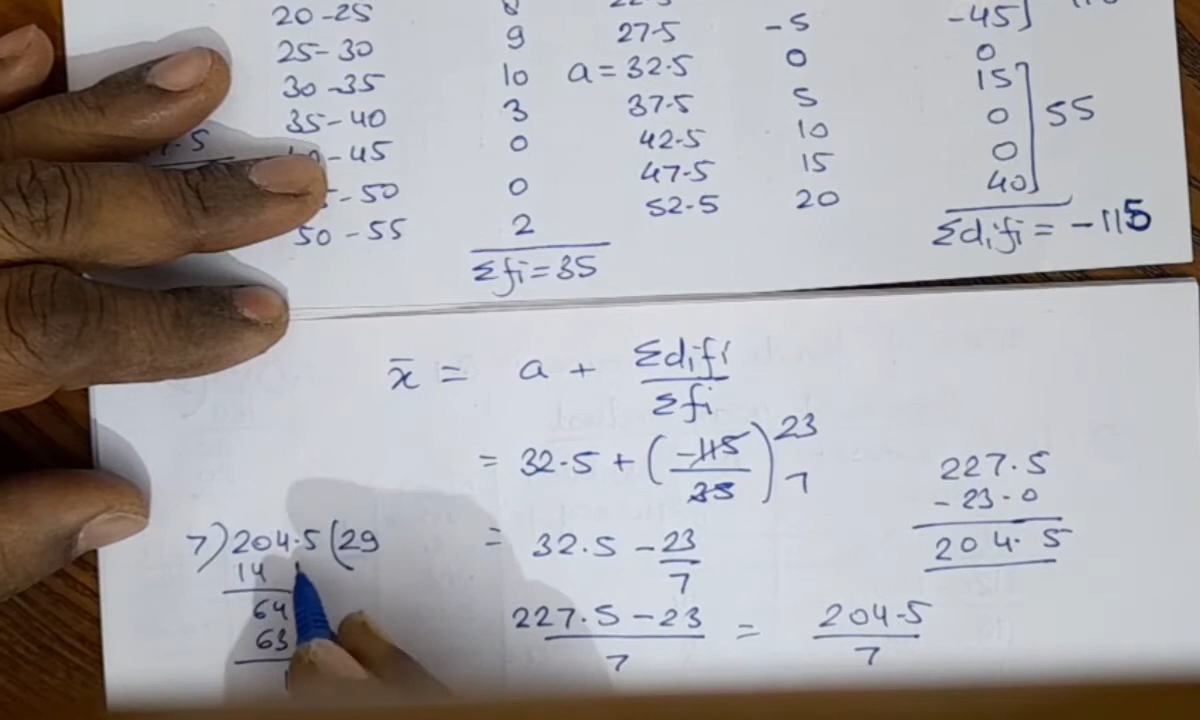 20-25 8 22.5
25-30 9 27.5 -5 -45]
30-35 10 a = 32.5 0 0
35-40 3 37.5 5 15
-45 0 42.5 10 0 ] 55
-50 0 47.5 15 0
50-55 2 52.5 20 40
Σfi = 35 Σdifi = -115
x̄ = a + Σdifi / Σfi
= 32.5 + (-115 / 35) 23 / 7
= 32.5 - 23 / 7
227.5 - 23 / 7 = 204.5 / 7
227.5
- 23.0
204.5
7)204.5(29
14
64
63
1